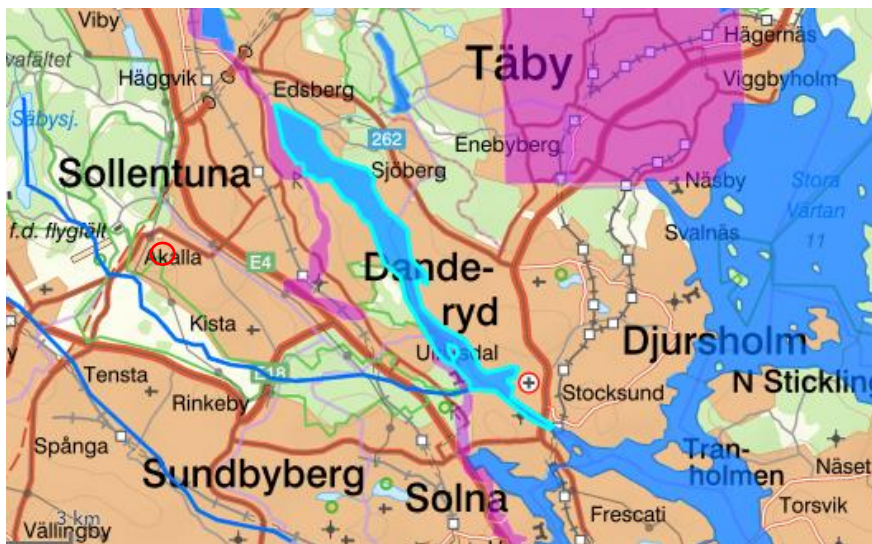 Viby
Hägernäs
Täby
vafältet
Häggvik
Viggbyholm
Edsberg
Säbysj.
262
Enebyberg
Sjöberg
Sollentuna
Näsby
Stora
Värtan
11
f.d. flygfält
Svalnäs
Akalla
E4
Dande-
ryd
Kista
Djursholm
E18
Tensta
N Stickling
Stocksund
Rinkeby
Spånga
Tran-
holmen
Sundbyberg
Näset
Solna
Torsvik
3 km
Frescati
Vällingby